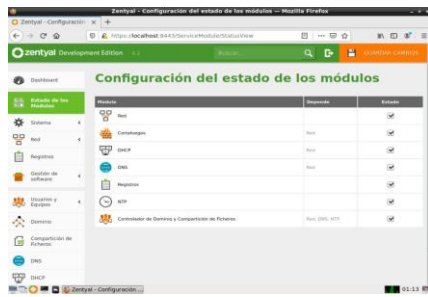 Zentyal - Configuración del estado de los módulos — Mozilla Firefox
Zentyal - Configuración
https://localhost:8443/ServiceModule/StatusView
zentyal Development Edition
Buscar...
GUARDAR CAMBIOS
Dashboard
Estado de los
Módulos
Sistema
Red
Registros
Gestión de
software
Usuarios y
Equipos
Dominio
Compartición de
Ficheros
DNS
DHCP
Configuración del estado de los módulos
Módulo Depende Estado
Red
Cortafuegos Red
DHCP Red
DNS Red
Registros
NTP
Controlador de Dominio y Compartición de Ficheros Red, DNS, NTP
Zentyal - Configuración ...
01:13